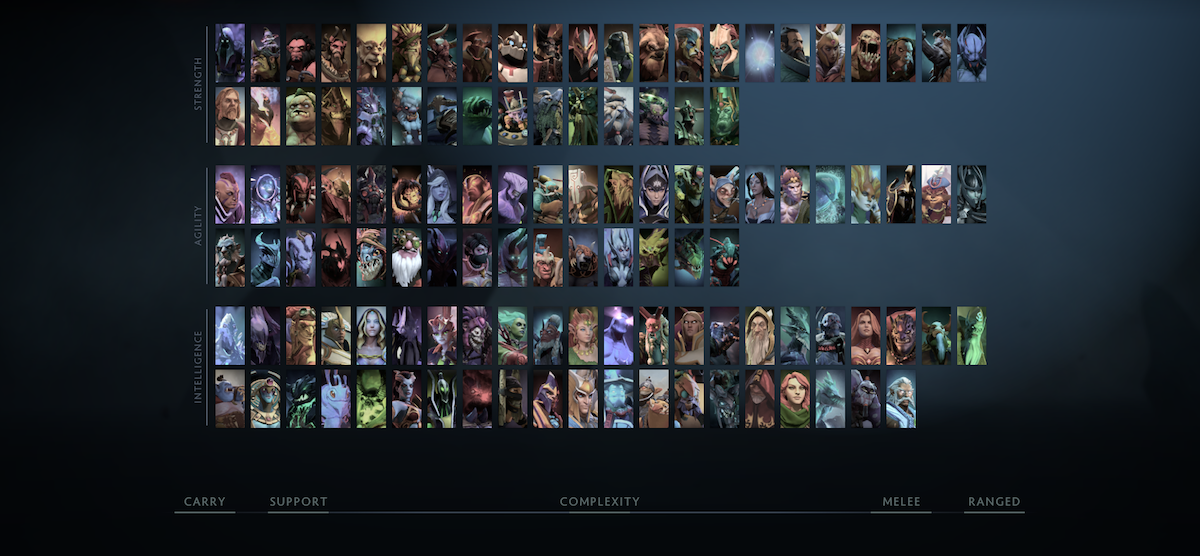 STRENGTH
AGILITY
INTELLIGENCE
CARRY
SUPPORT
COMPLEXITY
MELEE
RANGED